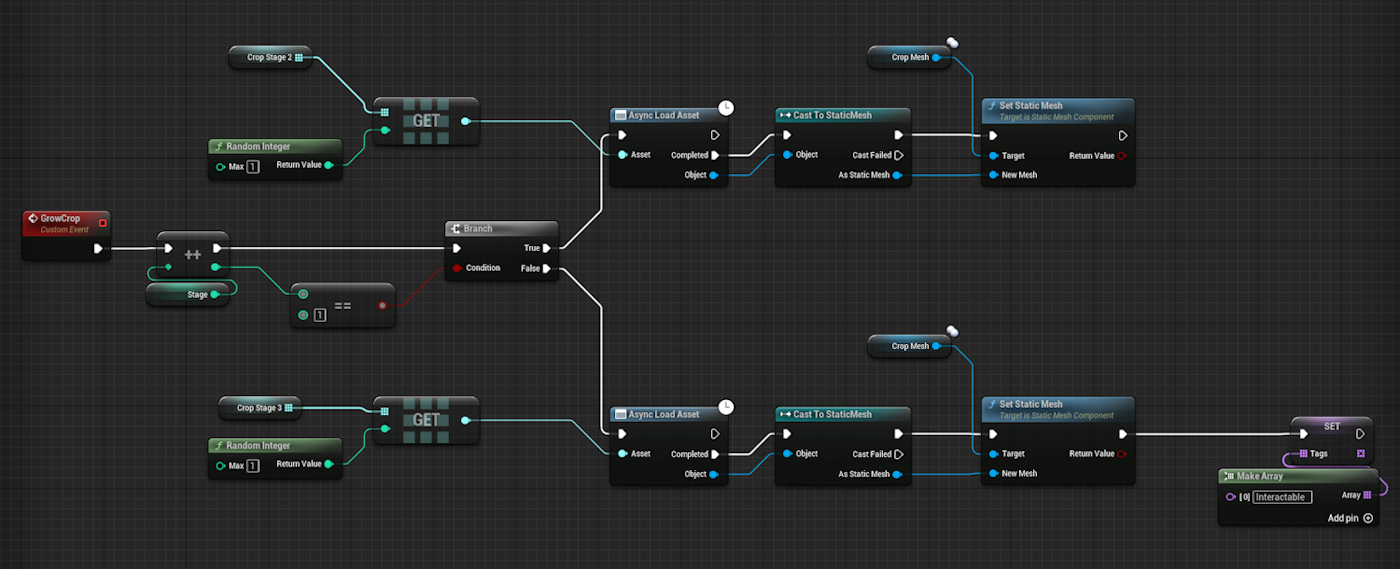 Crop Stage 2
GET
Random Integer
Max 1
Return Value
Async Load Asset
Asset
Completed
Object
Cast To StaticMesh
Object
Cast Failed
As Static Mesh
Crop Mesh
Set Static Mesh
Target is Static Mesh Component
Target
Return Value
New Mesh
GrowCrop
Custom Event
++
Stage
==
1
Branch
True
Condition
False
Crop Stage 3
GET
Random Integer
Max 1
Return Value
Async Load Asset
Asset
Completed
Object
Cast To StaticMesh
Object
Cast Failed
As Static Mesh
Crop Mesh
Set Static Mesh
Target is Static Mesh Component
Target
Return Value
New Mesh
SET
Tags
Make Array
[0] Interactable
Array
Add pin